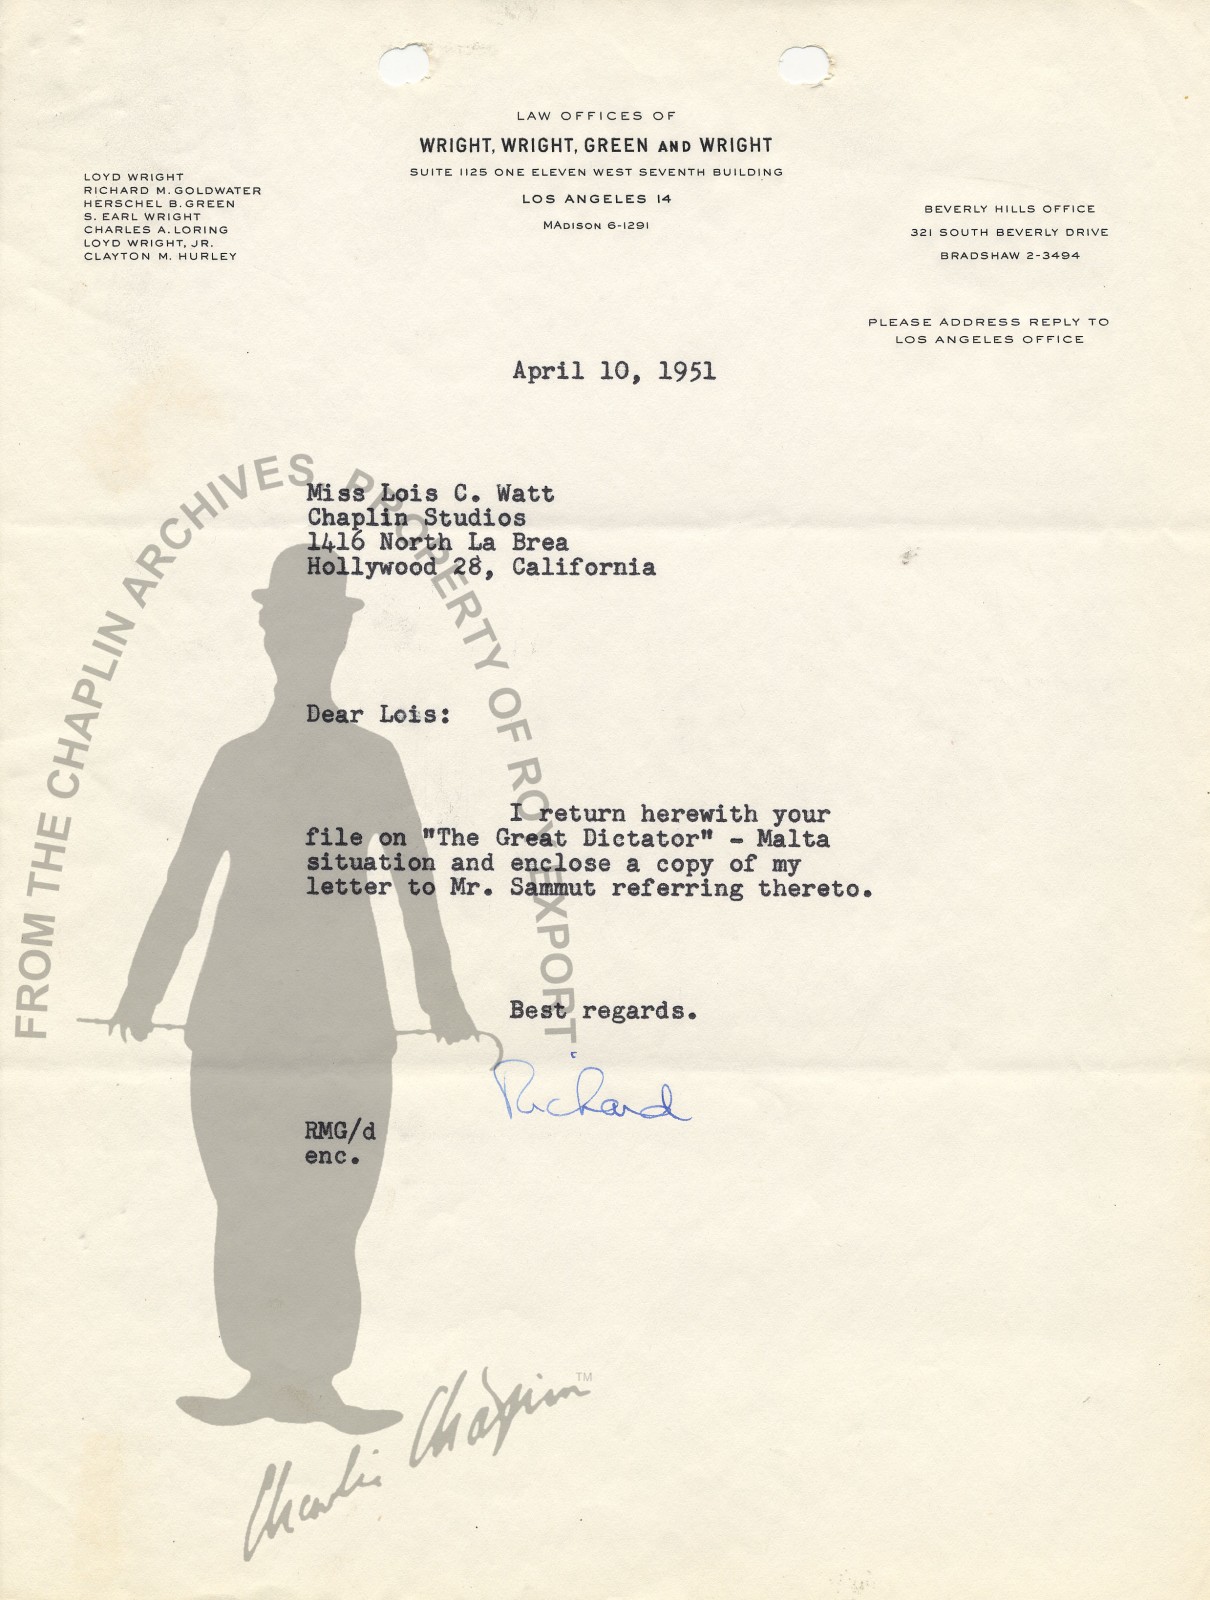 LAW OFFICES OF
WRIGHT, WRIGHT, GREEN AND WRIGHT
SUITE 1125 ONE ELEVEN WEST SEVENTH BUILDING
LOS ANGELES 14
MADISON 6-1291
LOYD WRIGHT
RICHARD M. GOLDWATER
HERSCHEL B. GREEN
S. EARL WRIGHT
CHARLES A. LORING
LOYD WRIGHT, JR.
CLAYTON M. HURLEY
BEVERLY HILLS OFFICE
321 SOUTH BEVERLY DRIVE
BRADSHAW 2-3494
PLEASE ADDRESS REPLY TO
LOS ANGELES OFFICE
April 10, 1951
Miss Lois C. Watt
Chaplin Studios
1416 North La Brea
Hollywood 28, California
Dear Lois:
I return herewith your
file on "The Great Dictator" - Malta
situation and enclose a copy of my
letter to Mr. Sammut referring thereto.
Best regards.
Richard
RMG/d
enc.
FROM THE CHAPLIN ARCHIVES. PROPERTY OF ROY EXPORT
Charlie Chaplin TM